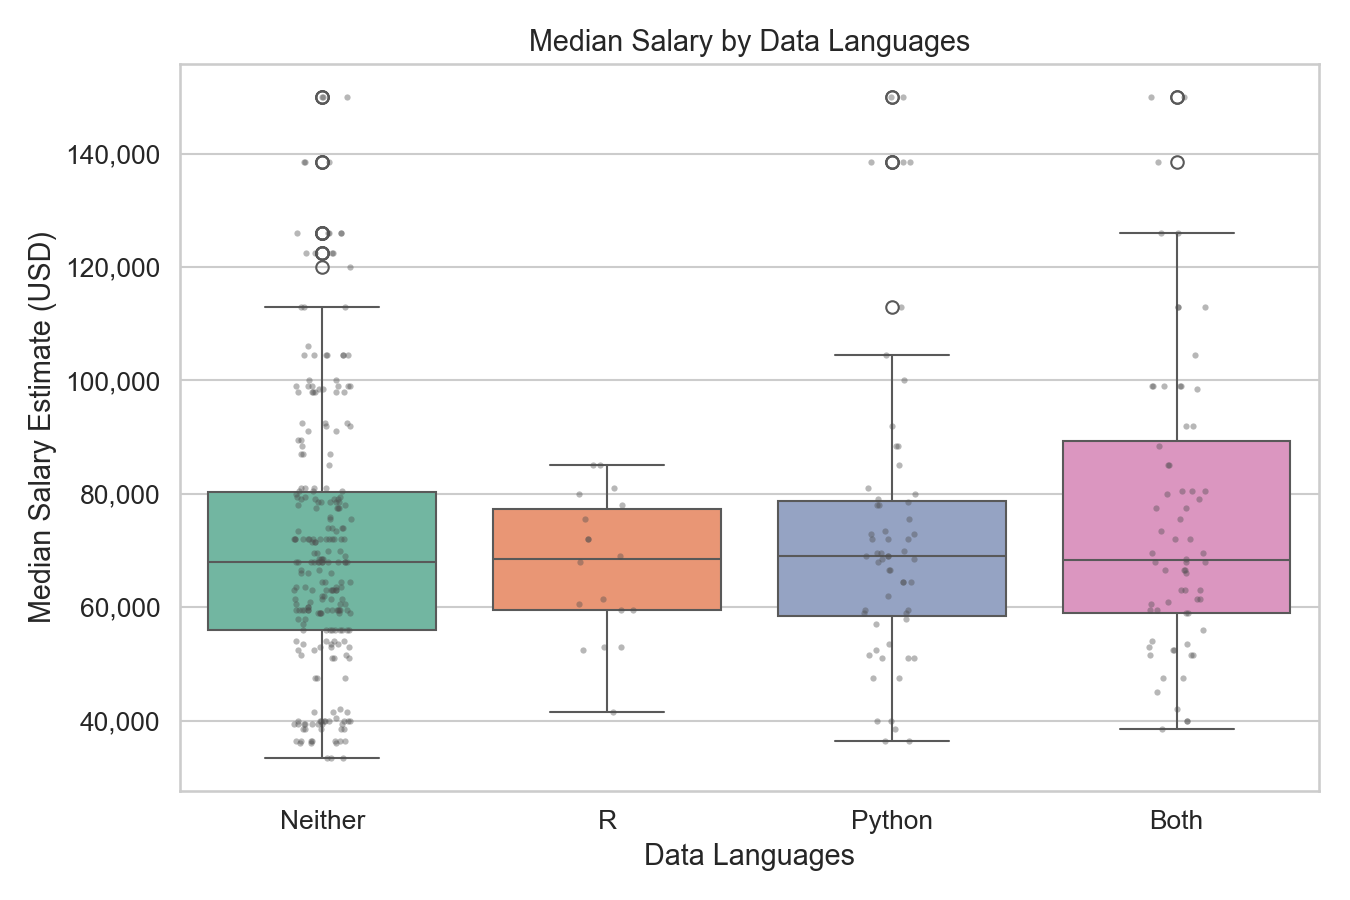 Median Salary by Data Languages
Median Salary Estimate (USD)
140,000
120,000
100,000
80,000
60,000
40,000
Neither R Python Both
Data Languages